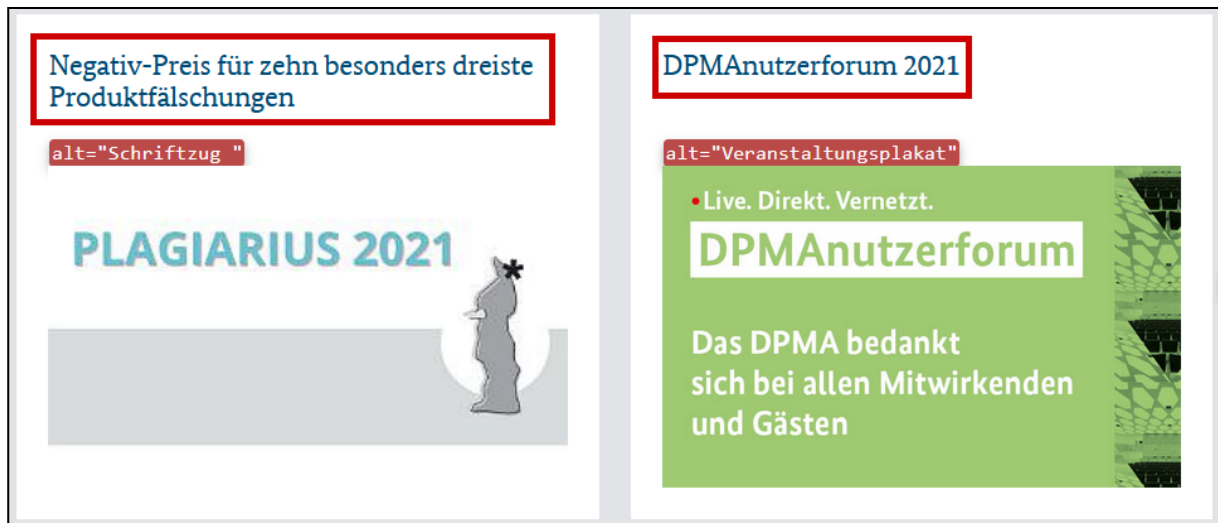 Negativ-Preis für zehn besonders dreiste
Produktfälschungen
alt="Schriftzug "
PLAGIARIUS 2021
DPMAnutzerforum 2021
alt="Veranstaltungsplakat"
•Live. Direkt. Vernetzt.
DPMAnutzerforum
Das DPMA bedankt
sich bei allen Mitwirkenden
und Gästen